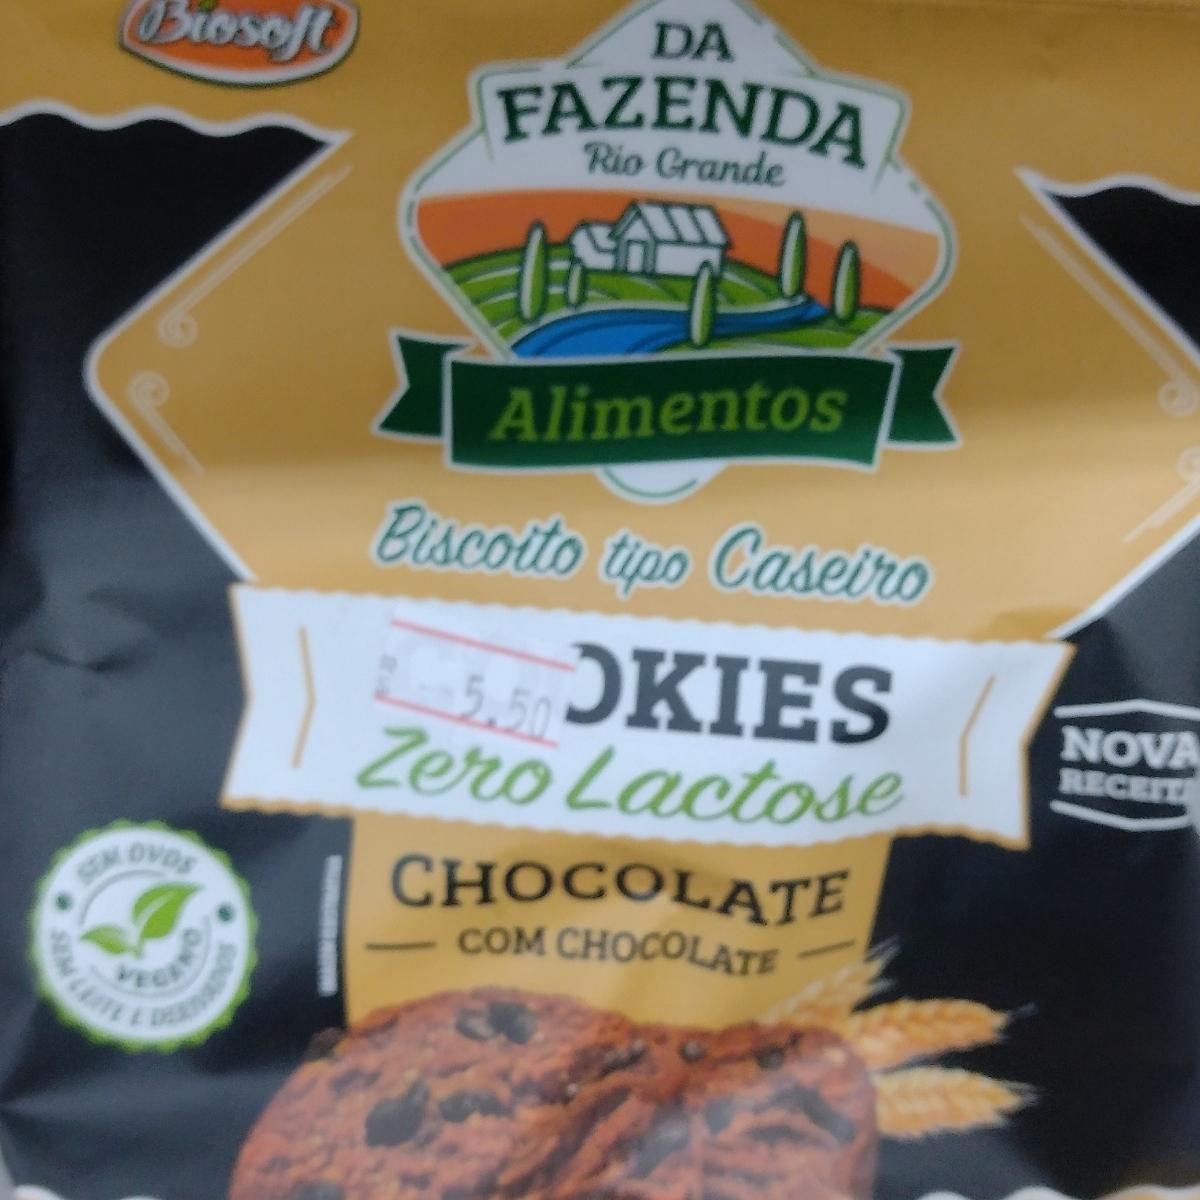 Biosoft
DA
FAZENDA
Rio Grande
Alimentos
Biscoito tipo Caseiro
OKIES
5.50
Zero Lactose
NOVA
RECEIT
CHOCOLATE
COM CHOCOLATE
SEM OVOS
VEGANO
SEM LEITE E DERIVADOS